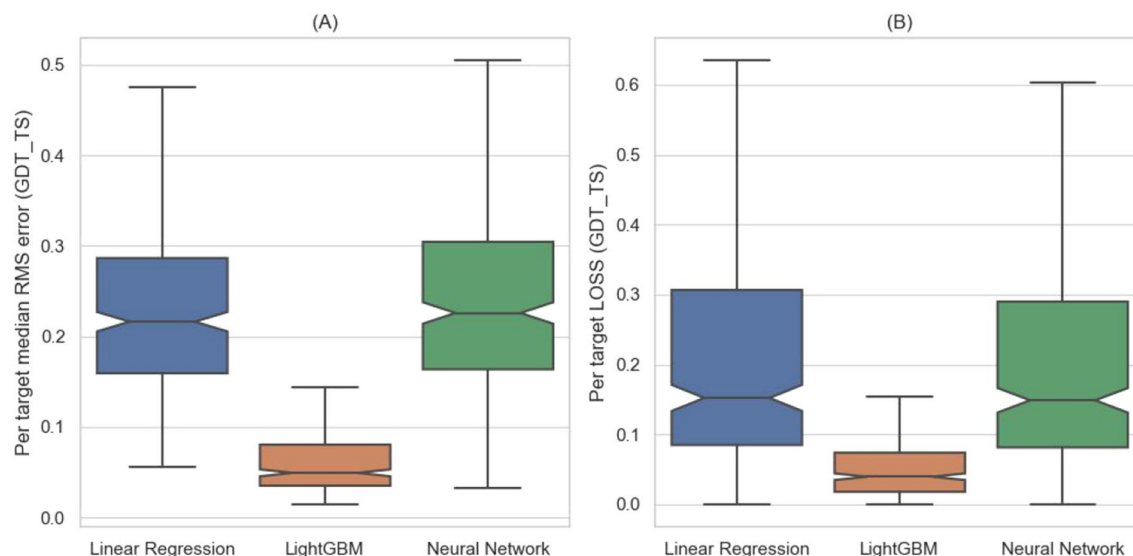 (A)
Per target median RMS error (GDT_TS)
0.5
0.4
0.3
0.2
0.1
0.0
Linear Regression
LightGBM
Neural Network
(B)
Per target LOSS (GDT_TS)
0.6
0.5
0.4
0.3
0.2
0.1
0.0
Linear Regression
LightGBM
Neural Network